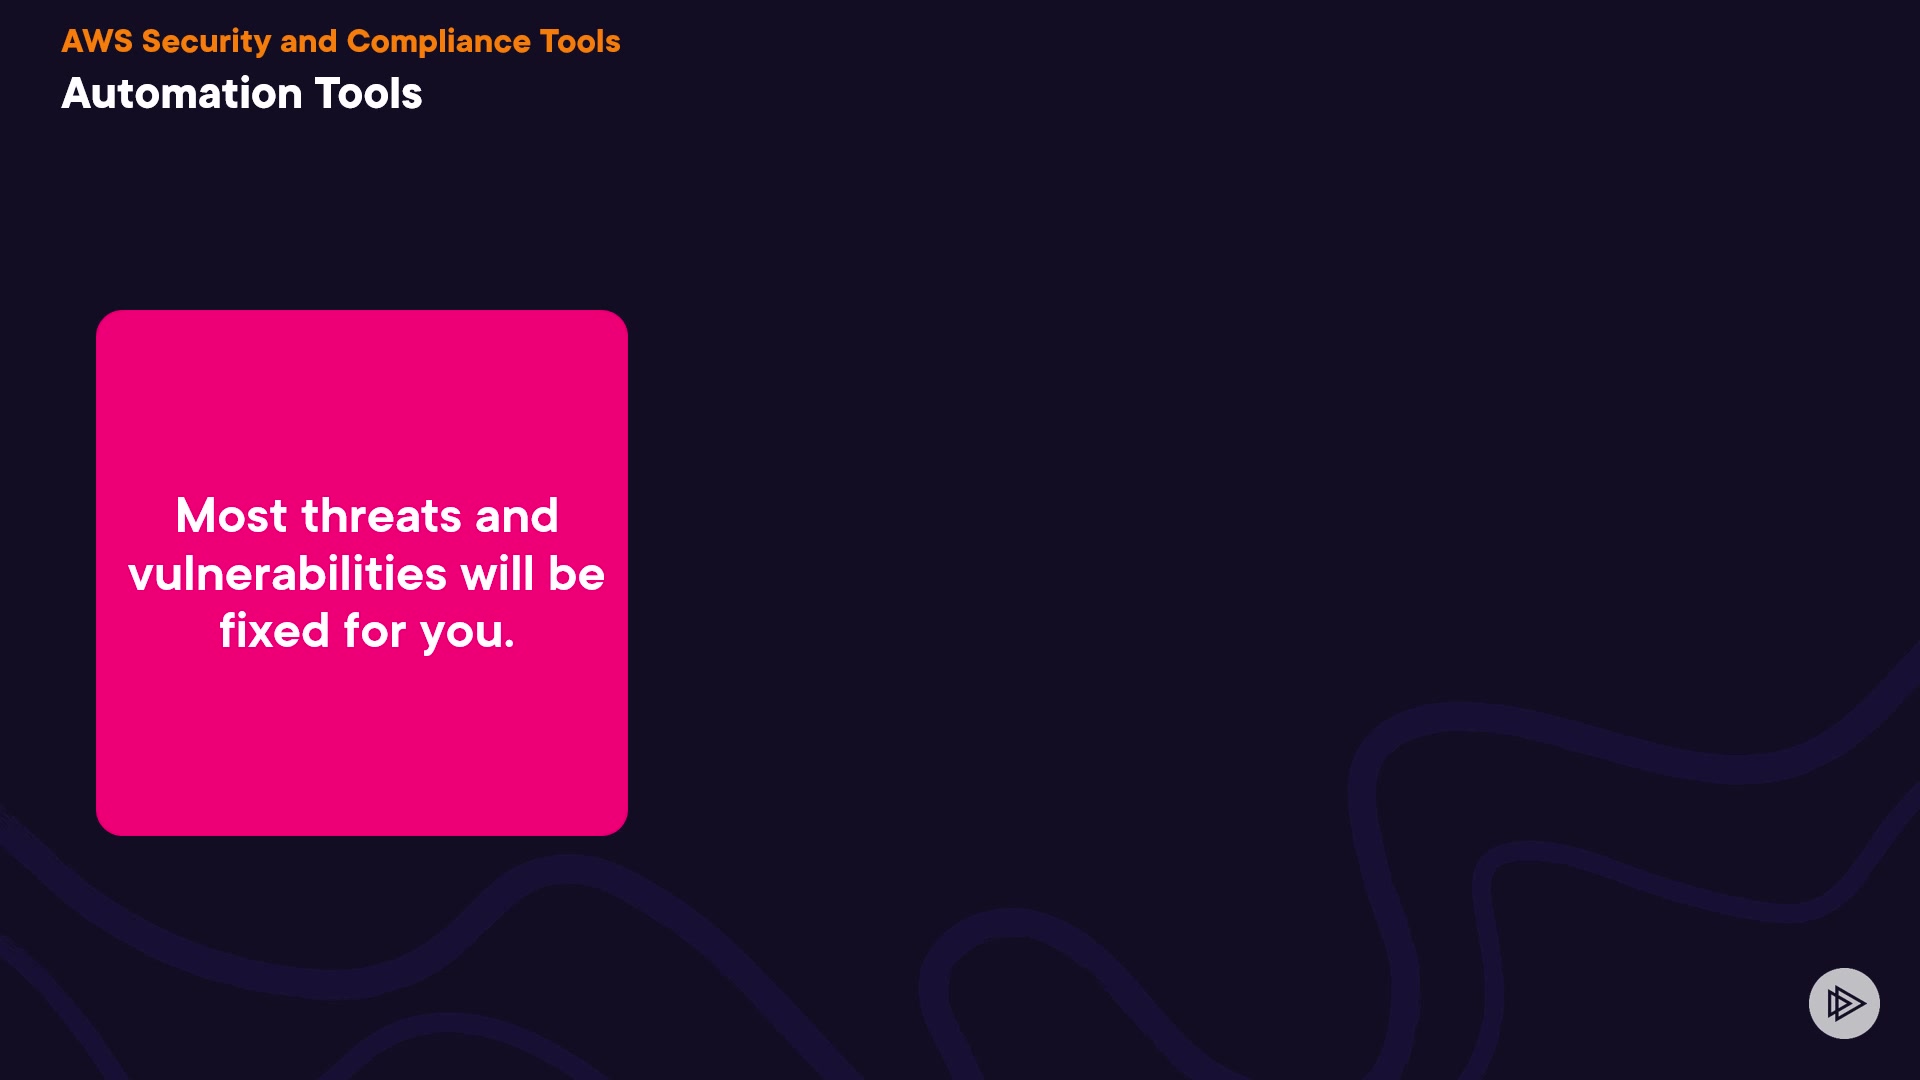 AWS Security and Compliance Tools
Automation Tools
Most threats and
vulnerabilities will be
fixed for you.